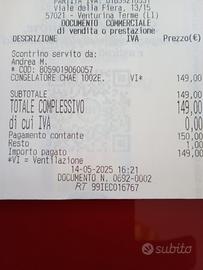 Viale della Fiera, 13/15
57021 - Venturina Terme (LI)
DOCUMENTO COMMERCIALE
di vendita o prestazione
DESCRIZIONE IVA Prezzo(€)
Scontrino servito da:
Andrea M.
* COD: 8059019060057
CONGELATORE CHAR 1002E. VI* 149,00
SUBTOTALE 149,00
TOTALE COMPLESSIVO 149,00
di cui IVA 0,00
Pagamento contante 150,00
Resto 1,00
Importo pagato 149,00
*VI = Ventilazione
14-05-2025 16:21
DOCUMENTO N. 0692-0002
RT 99IEC016767
subito